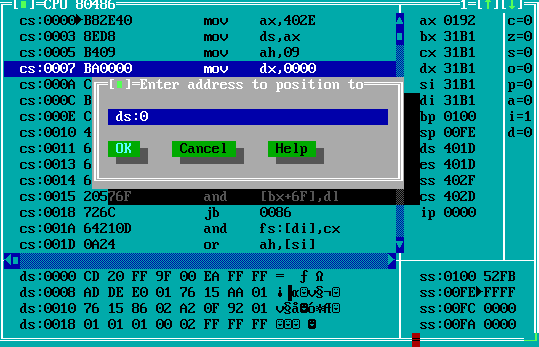 [■]=CPU 80486 1=[↑][↓]
cs:0000▶B82E40 mov ax,402E ax 0192 c=0
cs:0003 8ED8 mov ds,ax bx 31B1 z=0
cs:0005 B409 mov ah,09 cx 31B1 s=0
cs:0007 BA0000 mov dx,0000 dx 31B1 o=0
cs:000A C si 31B1 p=0
cs:000C B di 31B1 a=0
cs:000E C bp 0100 i=1
cs:0010 4 sp 00FE d=0
cs:0011 6 ds 401D
cs:0013 6 es 401D
cs:0014 6 ss 402F
cs:0015 20576F and [bx+6F],dl cs 402D
cs:0018 726C jb 0086 ip 0000
cs:001A 64210D and fs:[di],cx
cs:001D 0A24 or ah,[si]
[■]=Enter address to position to
ds:0
OK Cancel Help
ds:0000 CD 20 FF 9F 00 EA FF FF = ƒ Ω
ds:0008 AD DE E0 01 76 15 AA 01
ds:0010 76 15 86 02 A2 0F 92 01
ds:0018 01 01 01 00 02 FF FF FF
ss:0100 52FB
ss:00FE▶FFFF
ss:00FC 0000
ss:00FA 0000